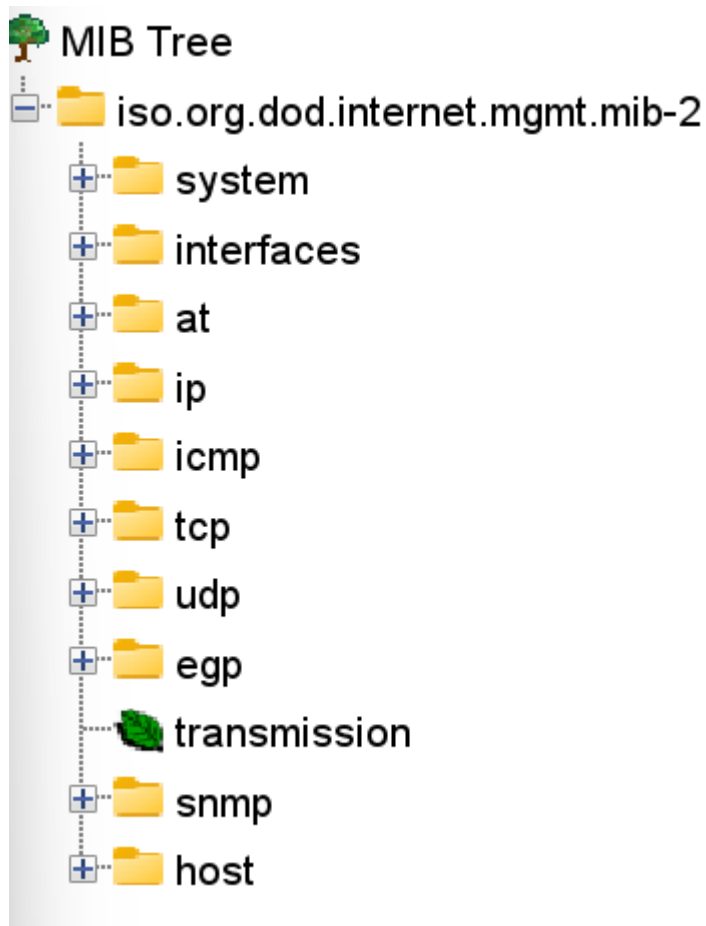 MIB Tree
iso.org.dod.internet.mgmt.mib-2
system
interfaces
at
ip
icmp
tcp
udp
egp
transmission
snmp
host